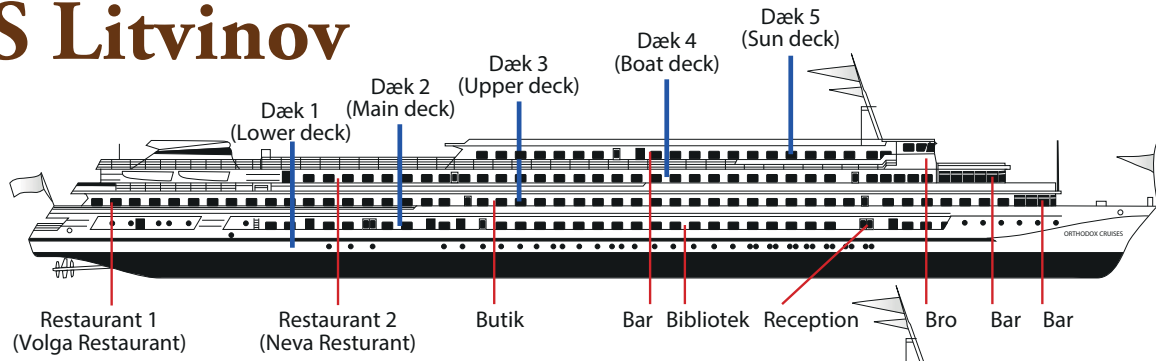 S Litvinov
Dæk 5
(Sun deck)
Dæk 4
(Boat deck)
Dæk 3
(Upper deck)
Dæk 2
(Main deck)
Dæk 1
(Lower deck)
ORTHODOX CRUISES
Restaurant 1
(Volga Restaurant)
Restaurant 2
(Neva Resturant)
Butik
Bar
Bibliotek
Reception
Bro
Bar
Bar